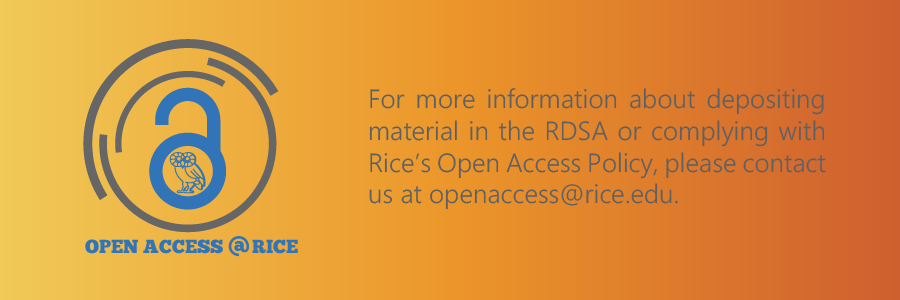 OPEN ACCESS @ RICE
For more information about depositing
material in the RDSA or complying with
Rice's Open Access Policy, please contact
us at openaccess@rice.edu.